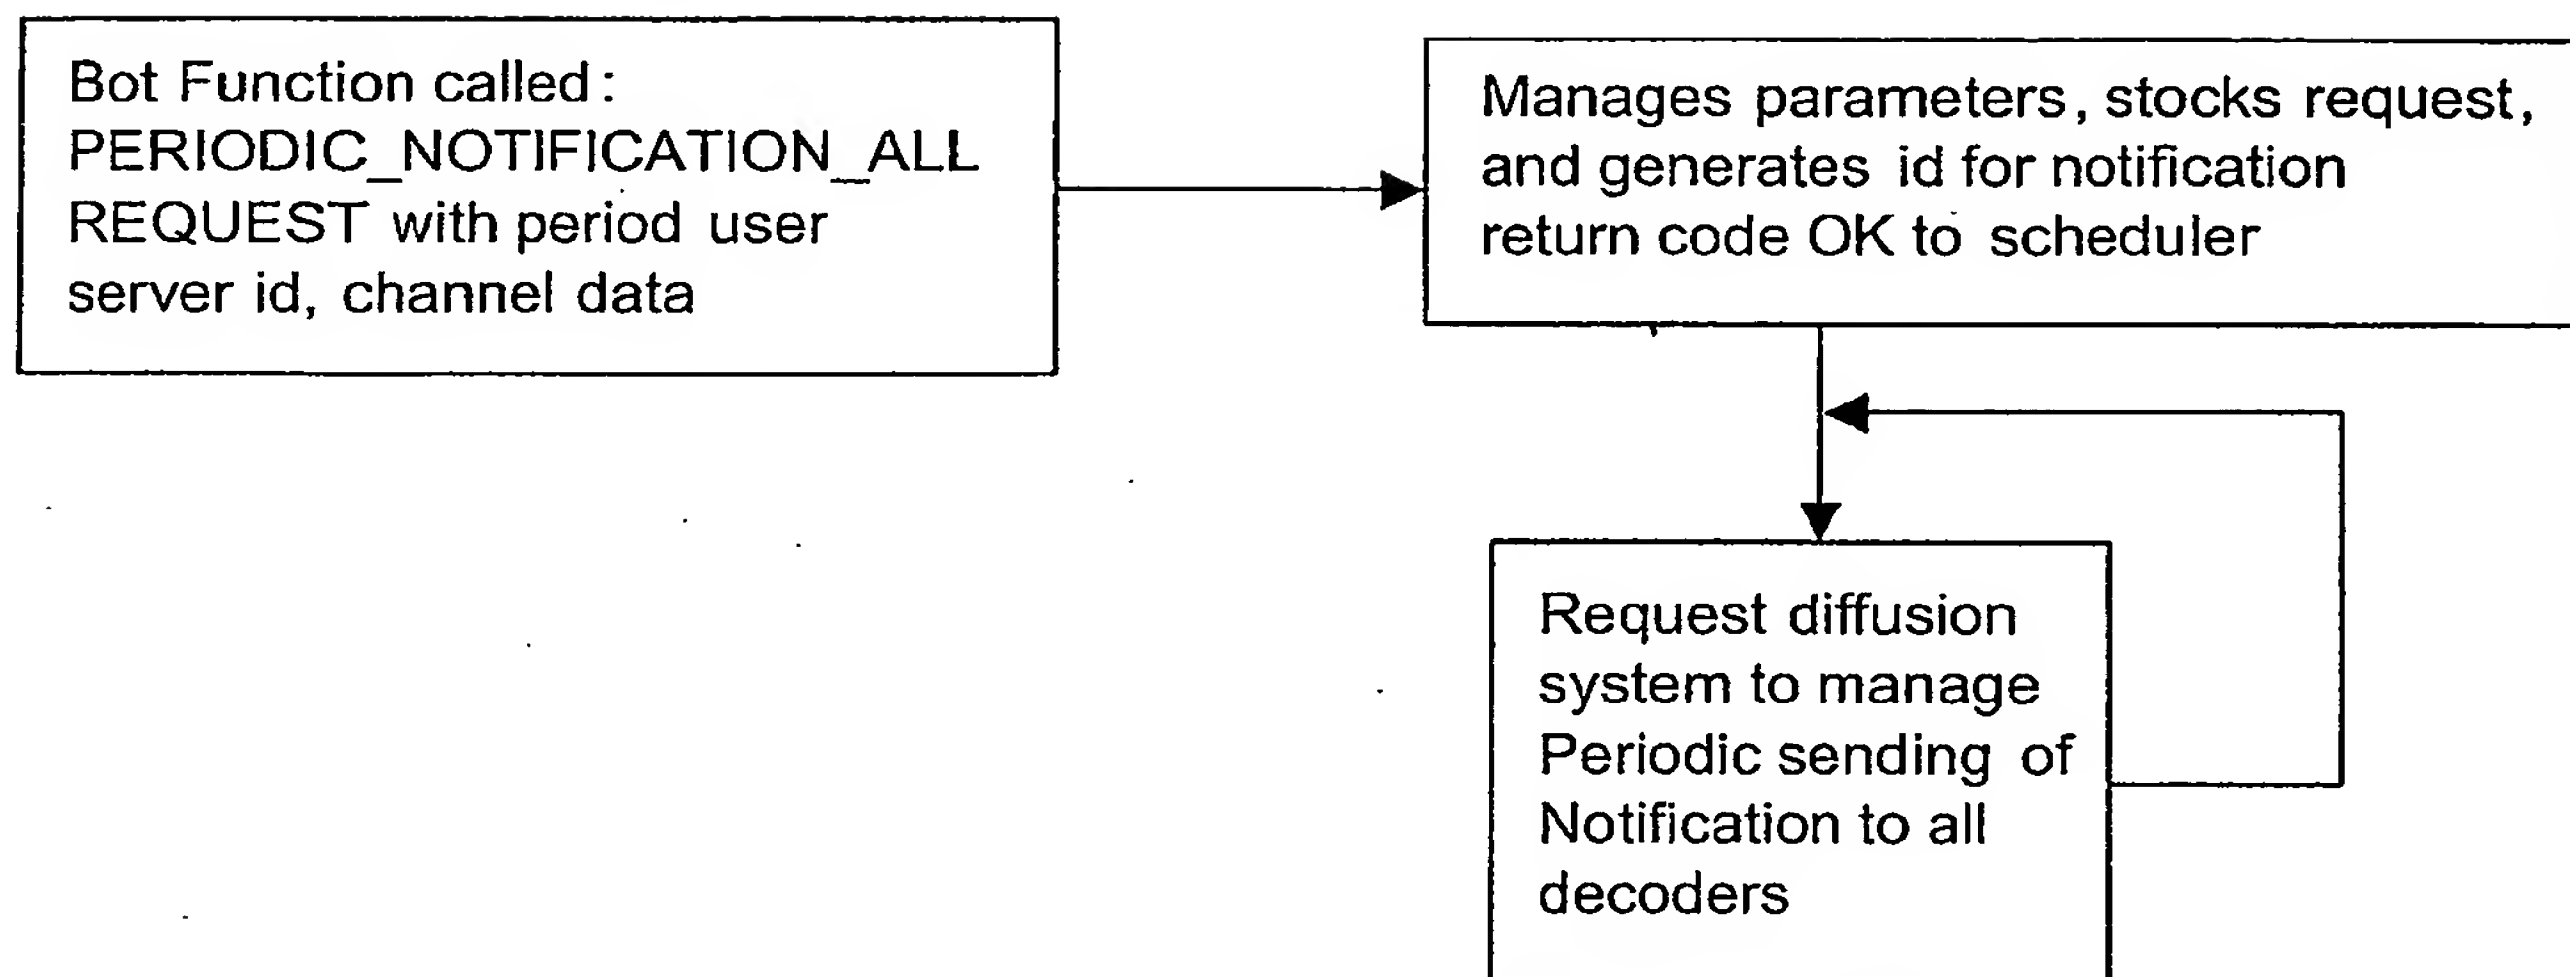 Bot Function called:
PERIODIC_NOTIFICATION_ALL
REQUEST with period user
server id, channel data
Manages parameters, stocks request,
and generates id for notification
return code OK to scheduler
Request diffusion
system to manage
Periodic sending of
Notification to all
decoders